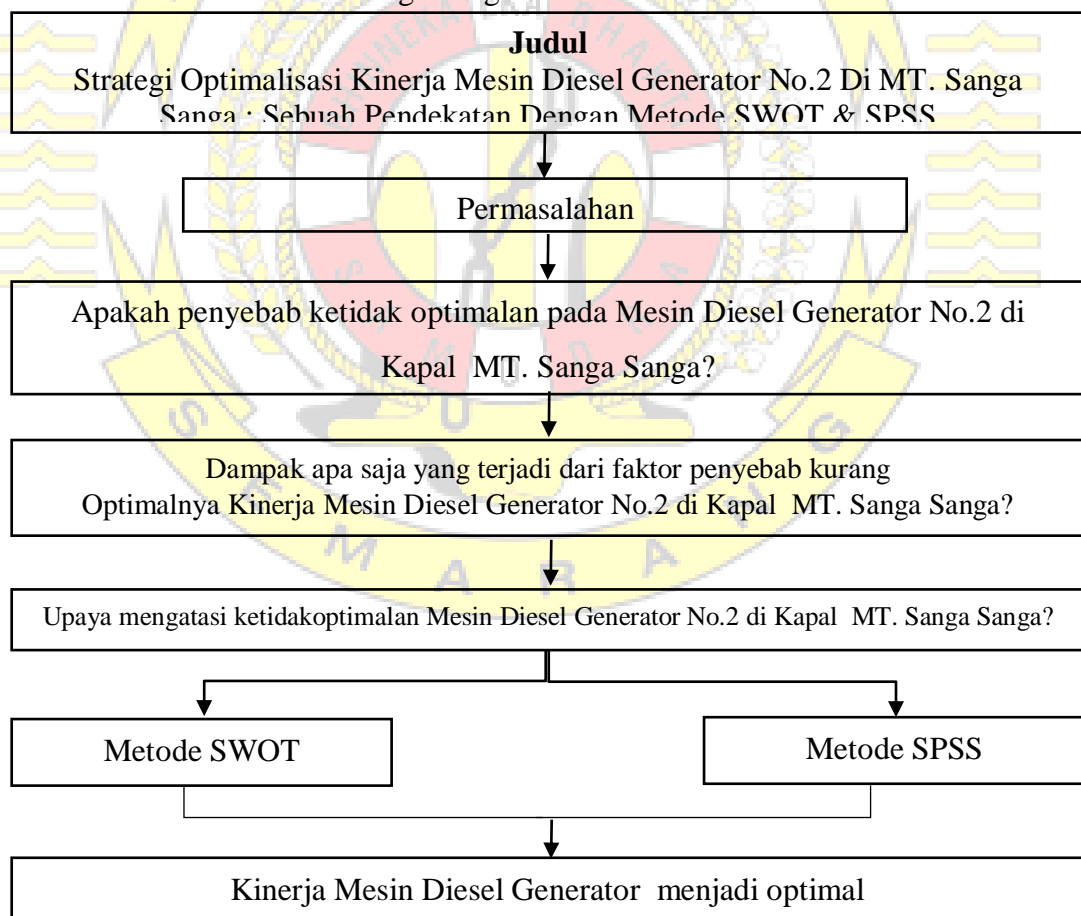 Judul
Strategi Optimalisasi Kinerja Mesin Diesel Generator No.2 Di MT. Sanga
Sanga : Sebuah Pendekatan Dengan Metode SWOT & SPSS
Permasalahan
Apakah penyebab ketidak optimalan pada Mesin Diesel Generator No.2 di
Kapal MT. Sanga Sanga?
Dampak apa saja yang terjadi dari faktor penyebab kurang
Optimalnya Kinerja Mesin Diesel Generator No.2 di Kapal MT. Sanga Sanga?
Upaya mengatasi ketidakoptimalan Mesin Diesel Generator No.2 di Kapal MT. Sanga Sanga?
Metode SWOT
Metode SPSS
Kinerja Mesin Diesel Generator menjadi optimal
SEMARANG